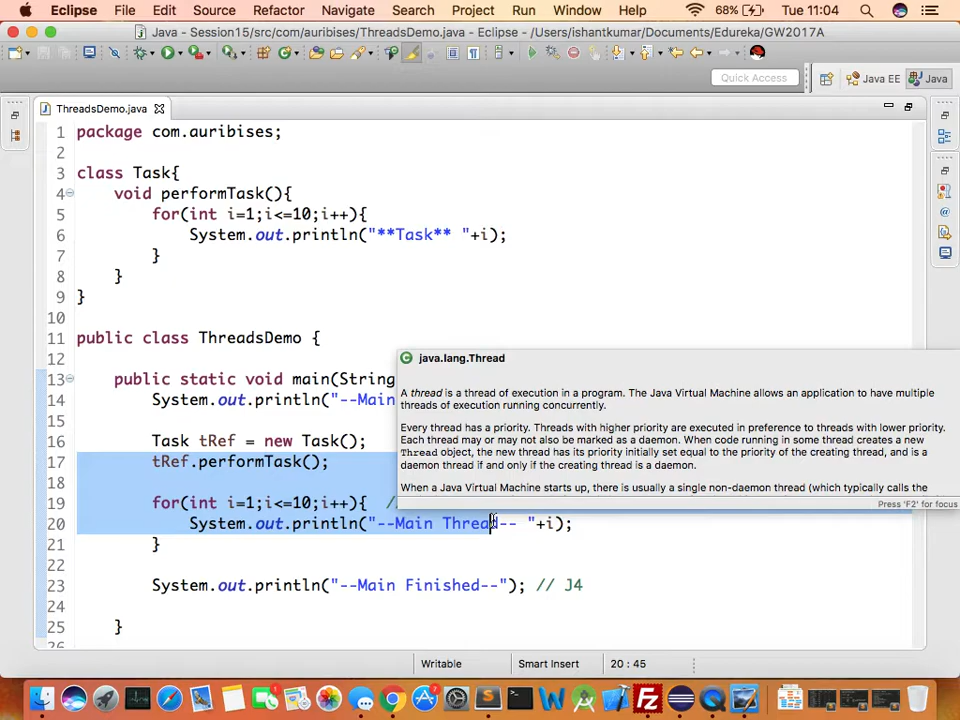 Eclipse File Edit Source Refactor Navigate Search Project Run Window Help 68% Tue 11:04
Java - Session15/src/com/auribises/ThreadsDemo.java - Eclipse - /Users/ishantkumar/Documents/Edureka/GW2017A
Quick Access Java EE Java
ThreadsDemo.java
1 package com.auribises;
2
3 class Task{
4 void performTask(){
5 for(int i=1;i<=10;i++){
6 System.out.println("**Task** "+i);
7 }
8 }
9 }
10
11 public class ThreadsDemo {
12
java.lang.Thread
13 public static void main(String
A thread is a thread of execution in a program. The Java Virtual Machine allows an application to have multiple
14 System.out.println("--Main
threads of execution running concurrently.
15
Every thread has a priority. Threads with higher priority are executed in preference to threads with lower priority.
16 Task tRef = new Task();
Each thread may or may not also be marked as a daemon. When code running in some thread creates a new
Thread object, the new thread has its priority initially set equal to the priority of the creating thread, and is a
17 tRef.performTask();
daemon thread if and only if the creating thread is a daemon.
18
When a Java Virtual Machine starts up, there is usually a single non-daemon thread (which typically calls the
19 for(int i=1;i<=10;i++){ //
Press 'F2' for focus
20 System.out.println("--Main Thread-- "+i);
21 }
22
23 System.out.println("--Main Finished--"); // J4
24
25 }
26
Writable Smart Insert 20 : 45